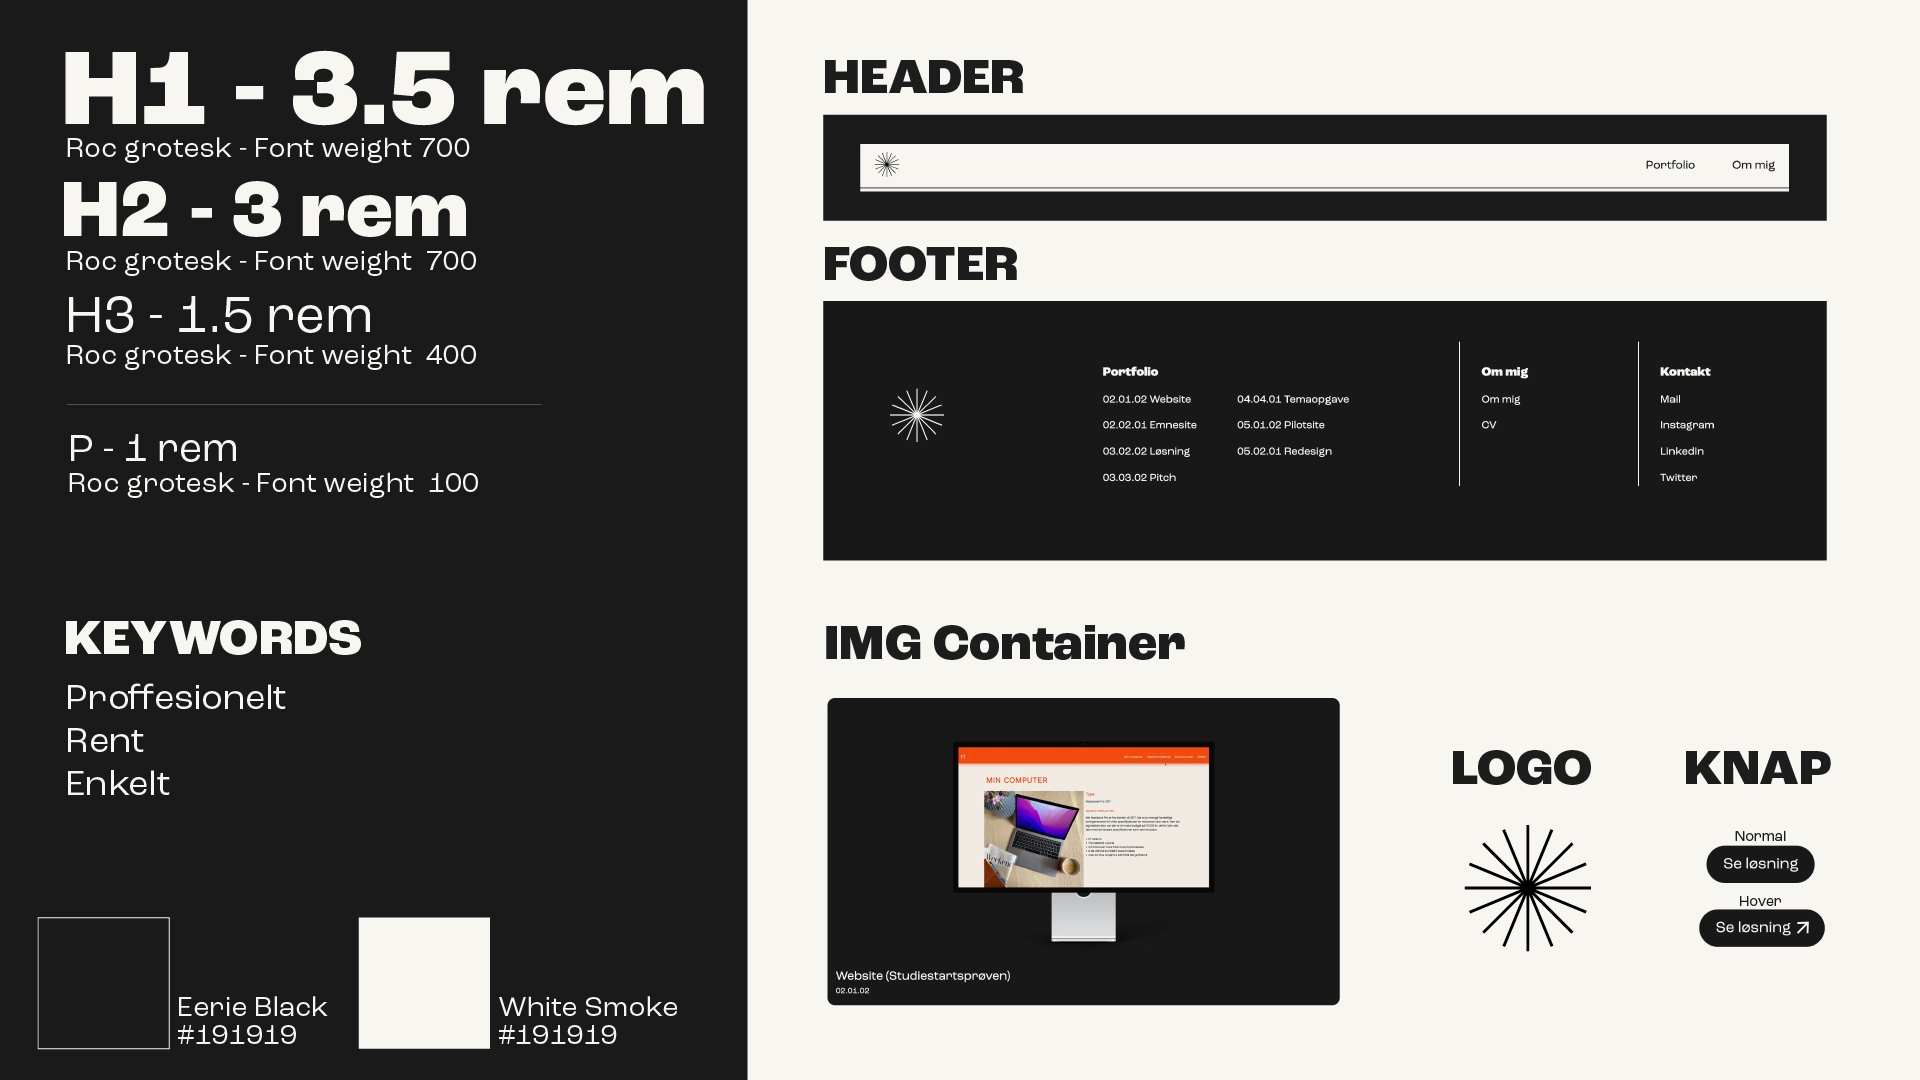 H1 - 3.5 rem
Roc grotesk - Font weight 700
H2 - 3 rem
Roc grotesk - Font weight  700
H3 - 1.5 rem
Roc grotesk - Font weight  400
P - 1 rem
Roc grotesk - Font weight  100
KEYWORDS
Proffesionelt
Rent
Enkelt
Eerie Black
#191919
White Smoke
#191919
HEADER
Portfolio
Om mig
FOOTER
Portfolio
02.01.02 Website
02.02.01 Emnesite
03.02.02 Løsning
03.03.02 Pitch
04.04.01 Temaopgave
05.01.02 Pilotsite
05.02.01 Redesign
Om mig
Om mig
CV
Kontakt
Mail
Instagram
LinkedIn
Twitter
IMG Container
MIN COMPUTER
Website (Studiestartsprøven)
02.01.02
LOGO
KNAP
Normal
Se løsning
Hover
Se løsning